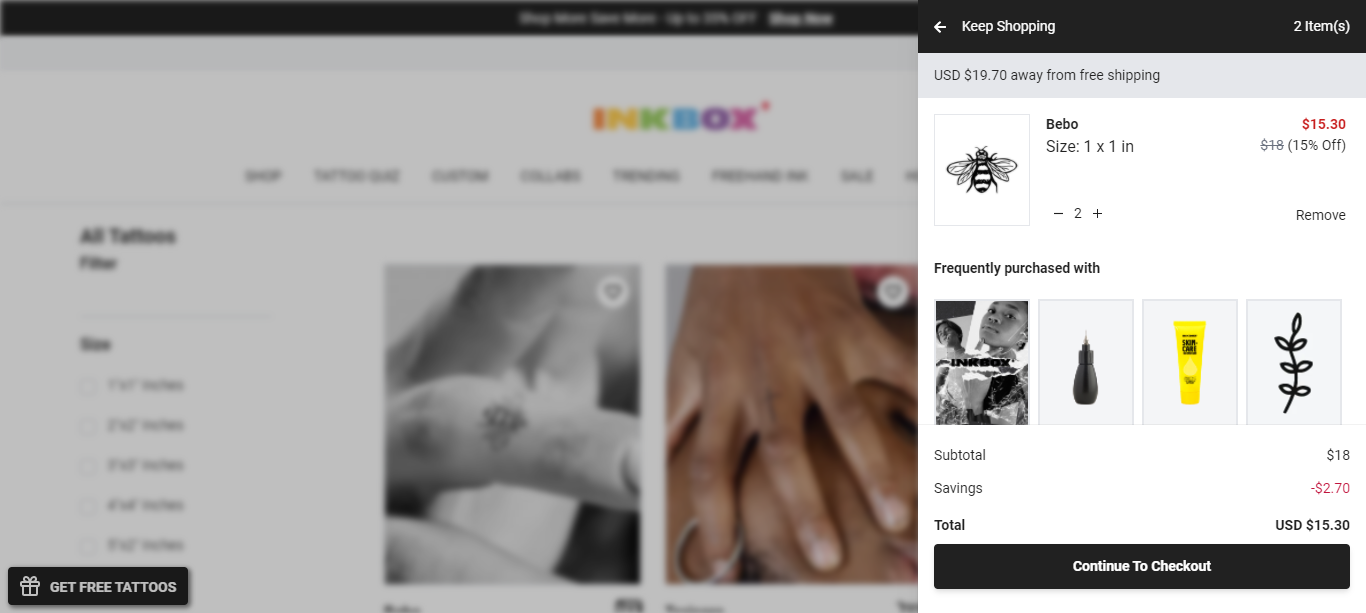 Shop More Save More - Up to 35% OFF Shop Now
Keep Shopping
2 Item(s)
USD $19.70 away from free shipping
INKBOX
SHOP TATTOO QUIZ CUSTOM COLLABS TRENDING FREEHAND INK SALE
Bebo
$15.30
Size: 1 x 1 in
$18 (15% Off)
2
Remove
All Tattoos
Filter
Size
1"x1" Inches
2"x2" Inches
3"x3" Inches
4"x4" Inches
Frequently purchased with
INKBOX
SKIN-
CARE
Subtotal
$18
Savings
-$2.70
Total
USD $15.30
Continue To Checkout
GET FREE TATTOOS
Bebo